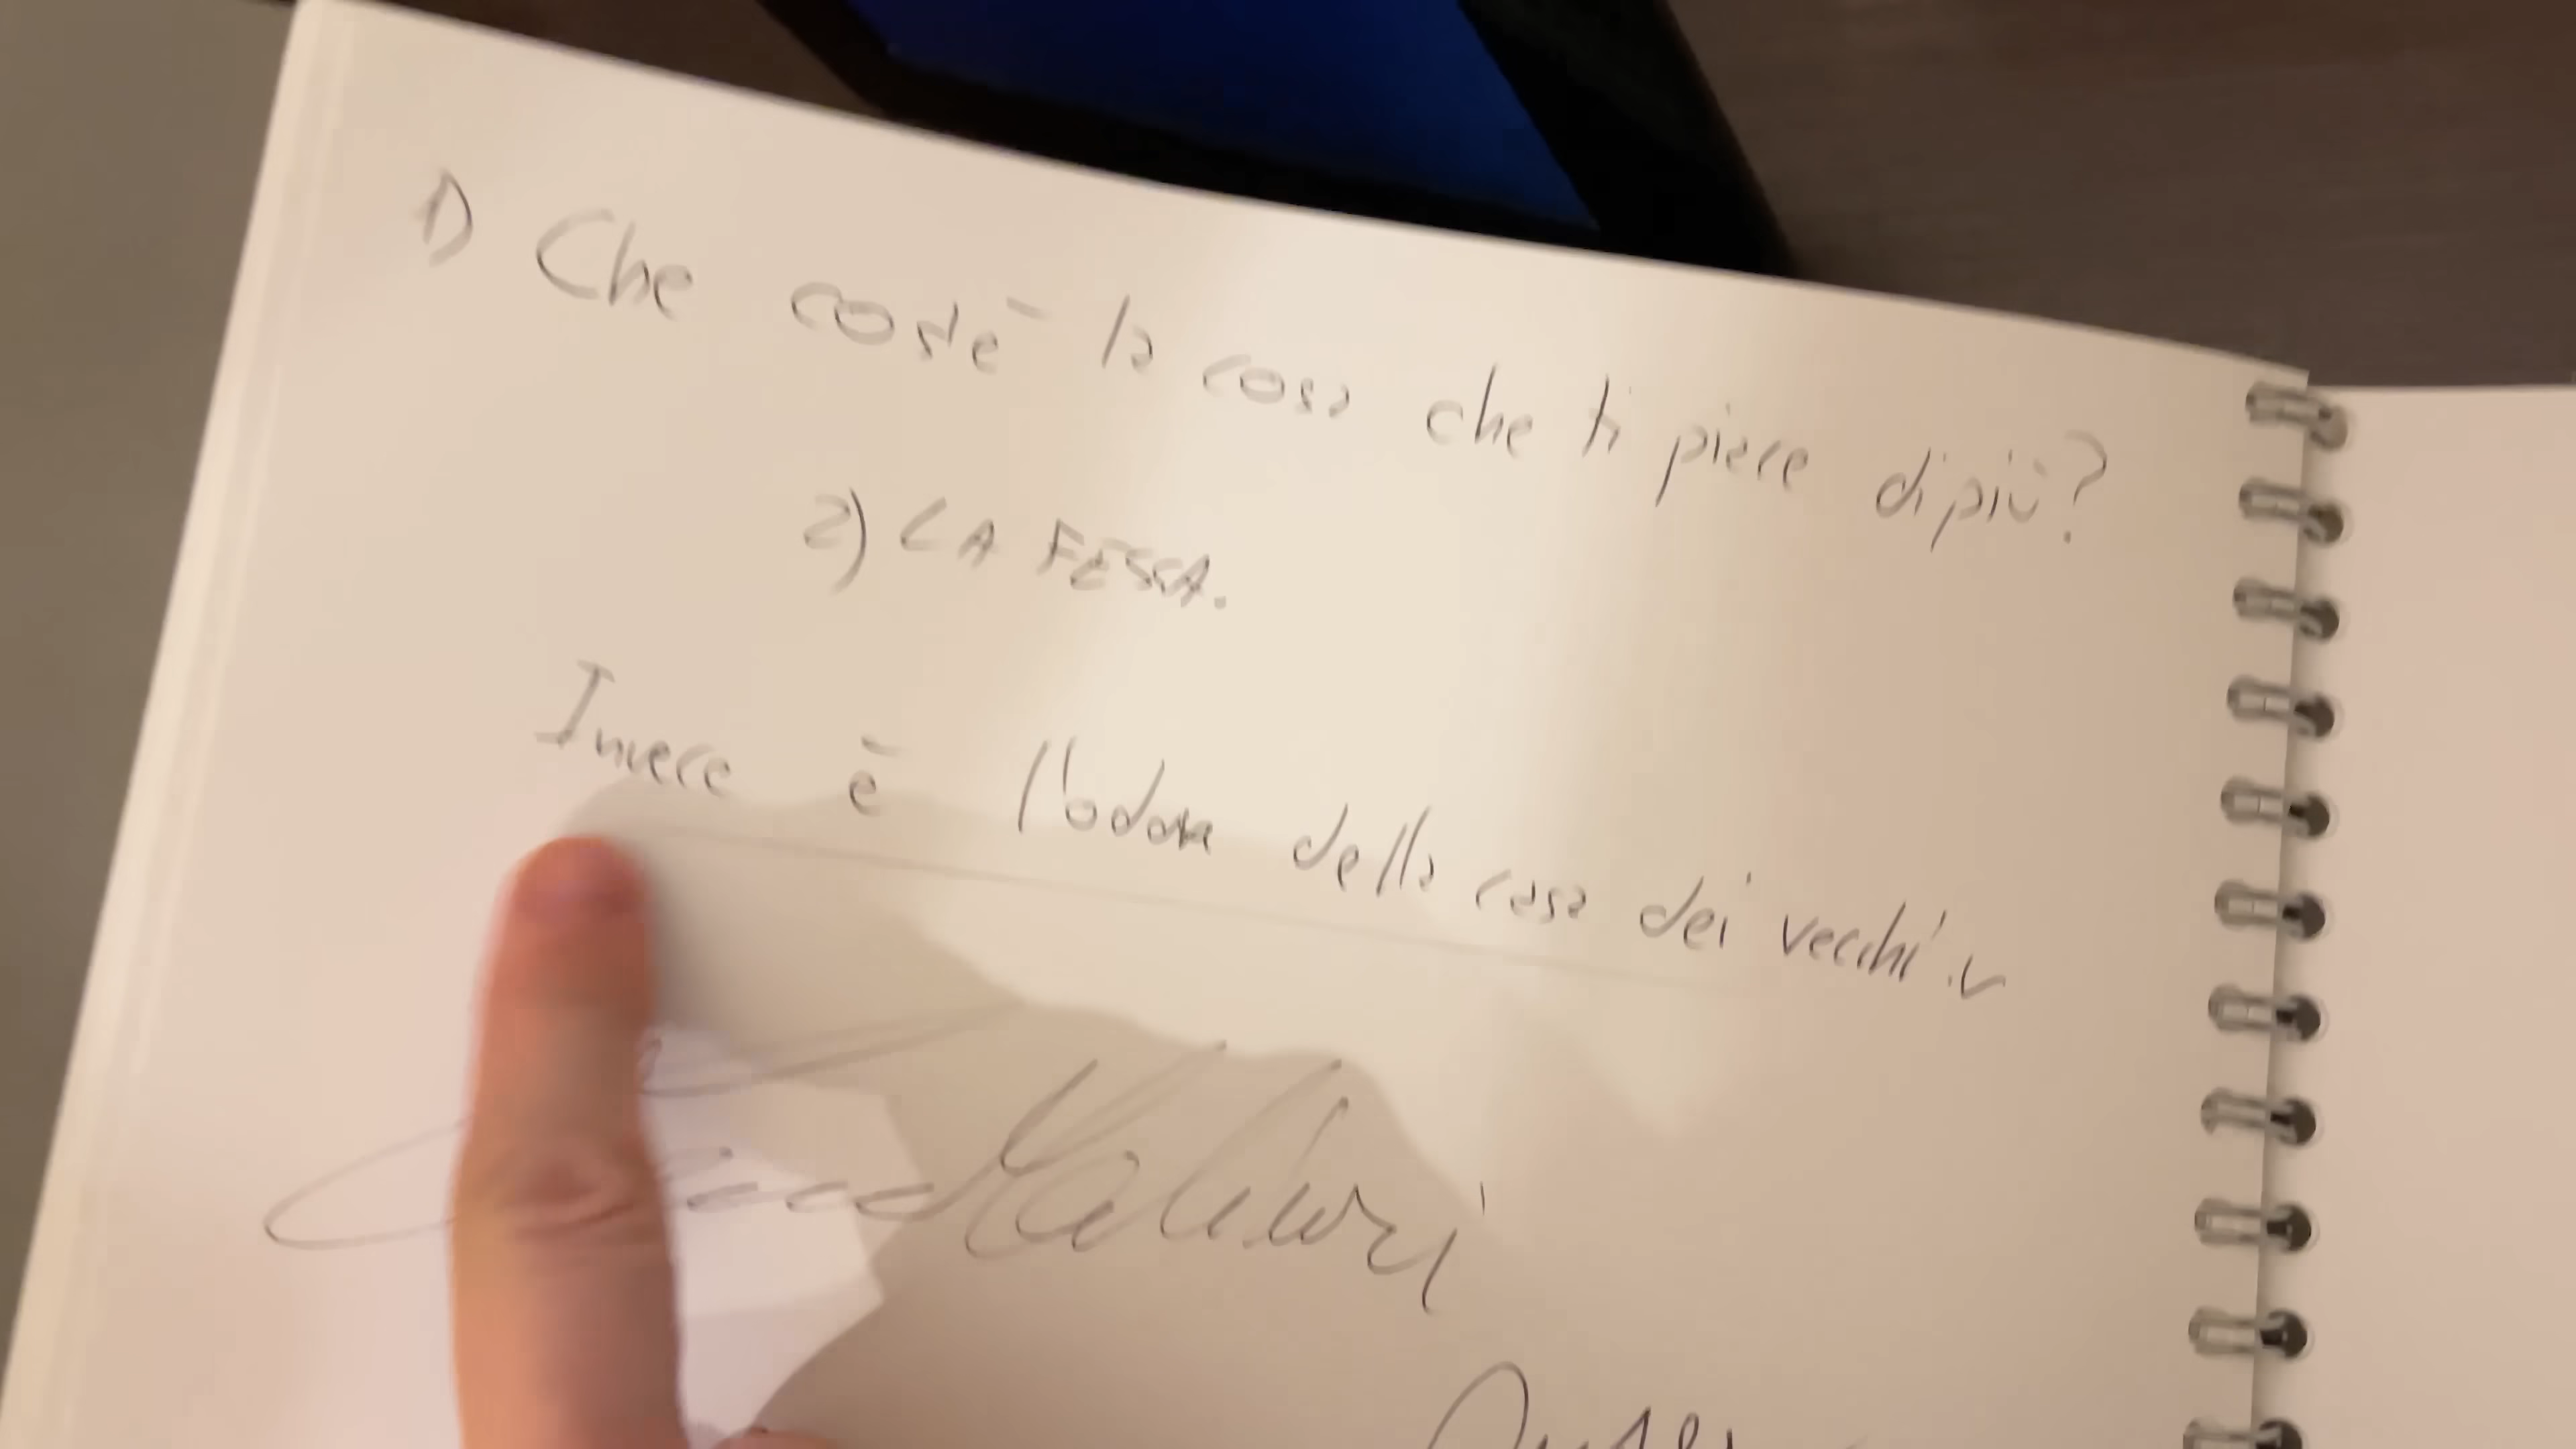 1) Che cos'è la cosa che ti piace di più?
2) LA FESSA.
Invece è l'odore della casa dei vecchi.